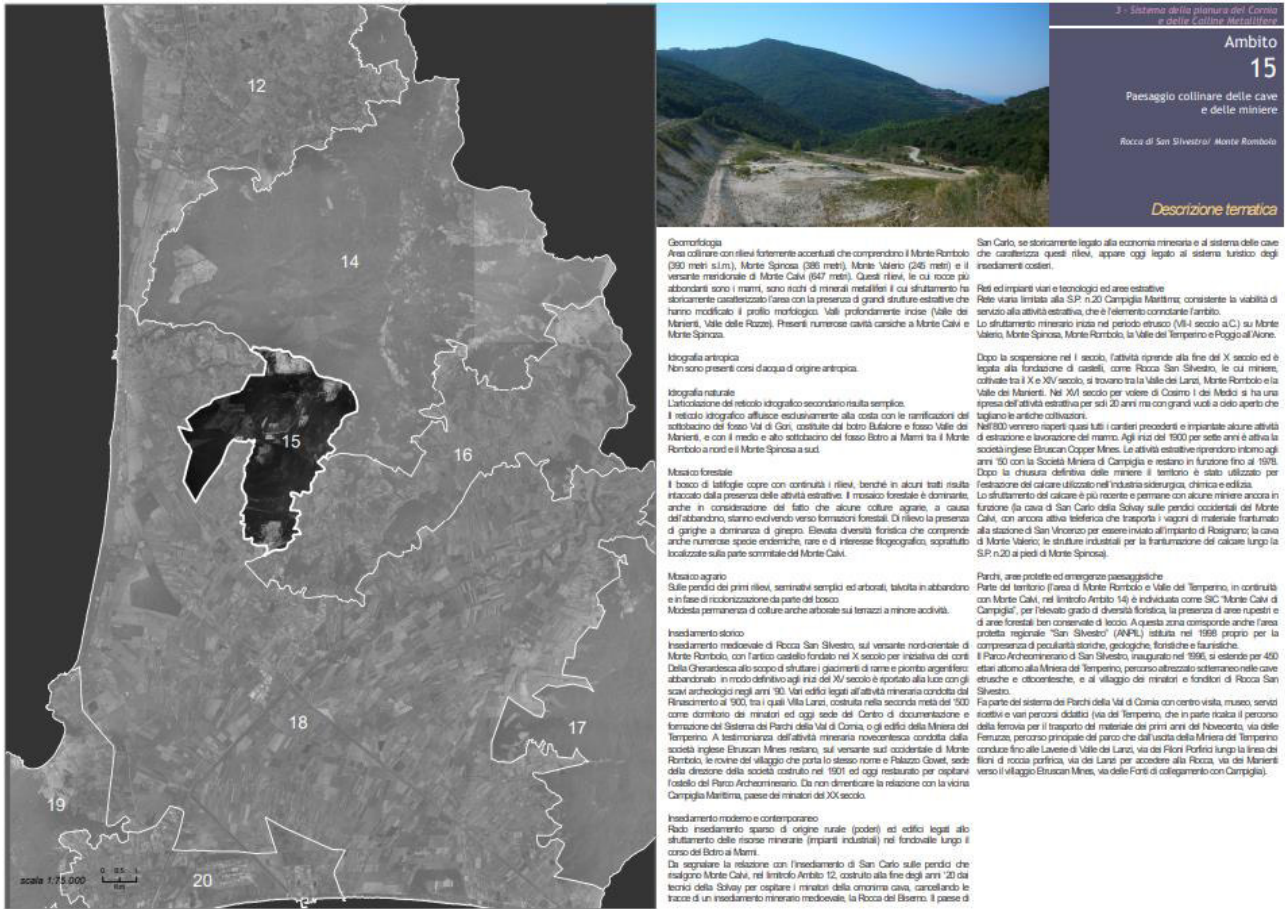 12
14
15
16
18
17
19
20
scala 1:75.000
0 0.5 1
Km
3 - Sistema della pianura del Cornia
e delle Colline Metallifere
Ambito
15
Paesaggio collinare delle cave
e delle miniere
Rocca di San Silvestro/ Monte Rombolo
Descrizione tematica
Geomorfologia
Area collinare con rilievi fortemente accentuati che comprendono il Monte Rombolo
(390 metri s.l.m.), Monte Spinosa (386 metri), Monte Valerio (245 metri) e il
versante meridionale di Monte Calvi (647 metri). Questi rilievi, le cui rocce più
abbondanti sono i marmi, sono ricchi di minerali metalliferi il cui sfruttamento ha
storicamente caratterizzato l'area con la presenza di grandi strutture estrattive che
hanno modificato il profilo morfologico. Valli profondamente incise (Valle dei
Manienti, Valle delle Rozze). Presenti numerose cavità carsiche a Monte Calvi e
Monte Spinoza.
Idrografia antropica
Non sono presenti corsi d'acqua di origine antropica.
Idrografia naturale
L'articolazione del reticolo idrografico secondario risulta semplice.
Il reticolo idrografico affluisce esclusivamente alla costa con le ramificazioni del
sottobacino del fosso Val di Gori, costituite dal botro Bufalone e fosso Valle dei
Manienti, e con il medio e alto sottobacino del fosso Botro ai Marmi tra il Monte
Rombolo a nord e il Monte Spinosa a sud.
Mosaico forestale
Il bosco di latifoglie copre con continuità i rilievi, benché in alcuni tratti risulta
intaccato dalla presenza delle attività estrattive. Il mosaico forestale è dominante,
anche in considerazione del fatto che alcune colture agrarie, a causa
dell'abbandono, stanno evolvendo verso formazioni forestali. Di rilievo la presenza
di garighe a dominanza di ginepro. Elevata diversità floristica che comprende
anche numerose specie endemiche, rare e di interesse fitogeografico, soprattutto
localizzate sulla parte sommitale del Monte Calvi.
Mosaico agrario
Sulle pendici dei primi rilievi, seminativi semplici ed arborati, talvolta in abbandono
e in fase di ricolonizzazione da parte del bosco.
Modesta permanenza di colture anche arborate sui terrazzi a minore acclività.
Insediamento storico
Insediamento medioevale di Rocca San Silvestro, sul versante nord-orientale di
Monte Rombolo, con l'antico castello fondato nel X secolo per iniziativa dei conti
Della Gherardesca allo scopo di sfruttare i giacimenti di rame e piombo argentifero:
abbandonato in modo definitivo agli inizi del XV secolo è riportato alla luce con gli
scavi archeologici negli anni '90. Vari edifici legati all'attività mineraria condotta dal
Rinascimento al '900, tra i quali Villa Lanzi, costruita nella seconda metà del '500
come dormitorio dei minatori ed oggi sede del Centro di documentazione e
formazione del Sistema dei Parchi della Val di Cornia, o gli edifici della Miniera del
Temperino. A testimonianza dell'attività mineraria novecentesca condotta dalla
società inglese Etruscan Mines restano, sul versante sud occidentale di Monte
Rombolo, le rovine del villaggio che porta lo stesso nome e Palazzo Gowet, sede
della direzione della società costruito nel 1901 ed oggi restaurato per ospitarvi
l'ostello del Parco Archeominerario. Da non dimenticare la relazione con la vicina
Campiglia Marittima, paese dei minatori del XX secolo.
Insediamento moderno e contemporaneo
Rado insediamento sparso di origine rurale (poderi) ed edifici legati allo
sfruttamento delle risorse minerarie (impianti industriali) nel fondovalle lungo il
corso del Botro ai Marmi.
Da segnalare la relazione con l'insediamento di San Carlo sulle pendici che
risalgono Monte Calvi, nel limitrofo Ambito 12, costruito alla fine degli anni '20 dai
tecnici della Solvay per ospitare i minatori della omonima cava, cancellando le
tracce di un insediamento minerario medioevale, la Rocca del Biserno. Il paese di
San Carlo, se storicamente legato alla economia mineraria e al sistema delle cave
che caratterizza questi rilievi, appare oggi legato al sistema turistico degli
insediamenti costieri.
Reti ed impianti viari e tecnologici ed aree estrattive
Rete viaria limitata alla S.P. n.20 Campiglia Marittima; consistente la viabilità di
servizio alla attività estrattiva, che è l'elemento connotante l'ambito.
Lo sfruttamento minerario inizia nel periodo etrusco (VII-I secolo a.C.) su Monte
Valerio, Monte Spinosa, Monte Rombolo, la Valle del Temperino e Poggio all'Aione.
Dopo la sospensione nel I secolo, l'attività riprende alla fine del X secolo ed è
legata alla fondazione di castelli, come Rocca San Silvestro, le cui miniere,
coltivate tra il X e XIV secolo, si trovano tra la Valle dei Lanzi, Monte Rombolo e la
Valle dei Manienti. Nel XVI secolo per volere di Cosimo I dei Medici si ha una
ripresa dell'attività estrattiva per soli 20 anni ma con grandi vuoti a cielo aperto che
tagliano le antiche coltivazioni.
Nell'800 vennero riaperti quasi tutti i cantieri precedenti e impiantate alcune attività
di estrazione e lavorazione del marmo. Agli inizi del 1900 per sette anni è attiva la
società inglese Etruscan Copper Mines. Le attività estrattive riprendono intorno agli
anni '50 con la Società Miniera di Campiglia e restano in funzione fino al 1978.
Dopo la chiusura definitiva delle miniere il territorio è stato utilizzato per
l'estrazione del calcare utilizzato nell'industria siderurgica, chimica e edilizia.
Lo sfruttamento del calcare è più recente e permane con alcune miniere ancora in
funzione (la cava di San Carlo della Solvay sulle pendici occidentali del Monte
Calvi, con ancora attiva teleferica che trasporta i vagoni di materiale frantumato
alla stazione di San Vincenzo per essere inviato all'impianto di Rosignano; la cava
di Monte Valerio; le strutture industriali per la frantumazione del calcare lungo la
S.P. n.20 ai piedi di Monte Spinosa).
Parchi, aree protette ed emergenze paesaggistiche
Parte del territorio (l'area di Monte Rombolo e Valle del Temperino, in continuità
con Monte Calvi, nel limitrofo Ambito 14) è individuata come SIC "Monte Calvi di
Campiglia", per l'elevato grado di diversità floristica, la presenza di aree rupestri e
di aree forestali ben conservate di leccio. A questa zona corrisponde anche l'area
protetta regionale "San Silvestro" (ANPIL) istituita nel 1998 proprio per la
compresenza di peculiarità storiche, geologiche, floristiche e faunistiche.
Il Parco Archeominerario di San Silvestro, inaugurato nel 1996, si estende per 450
ettari attorno alla Miniera del Temperino, percorso attrezzato sotterraneo nelle cave
etrusche e ottocentesche, e al villaggio dei minatori e fonditori di Rocca San
Silvestro.
Fa parte del sistema dei Parchi della Val di Cornia con centro visita, museo, servizi
ricettivi e vari percorsi didattici (via del Temperino, che in parte ricalca il percorso
della ferrovia per il trasporto del materiale dei primi anni del Novecento, via delle
Ferruzze, percorso principale del parco che dall'uscita della Miniera del Temperino
conduce fino alle Laverie di Valle dei Lanzi, via dei Filoni Porfirici lungo la linea dei
filoni di roccia porfirica, via dei Lanzi per accedere alla Rocca, via dei Manienti
verso il villaggio Etruscan Mines, via delle Fonti di collegamento con Campiglia).